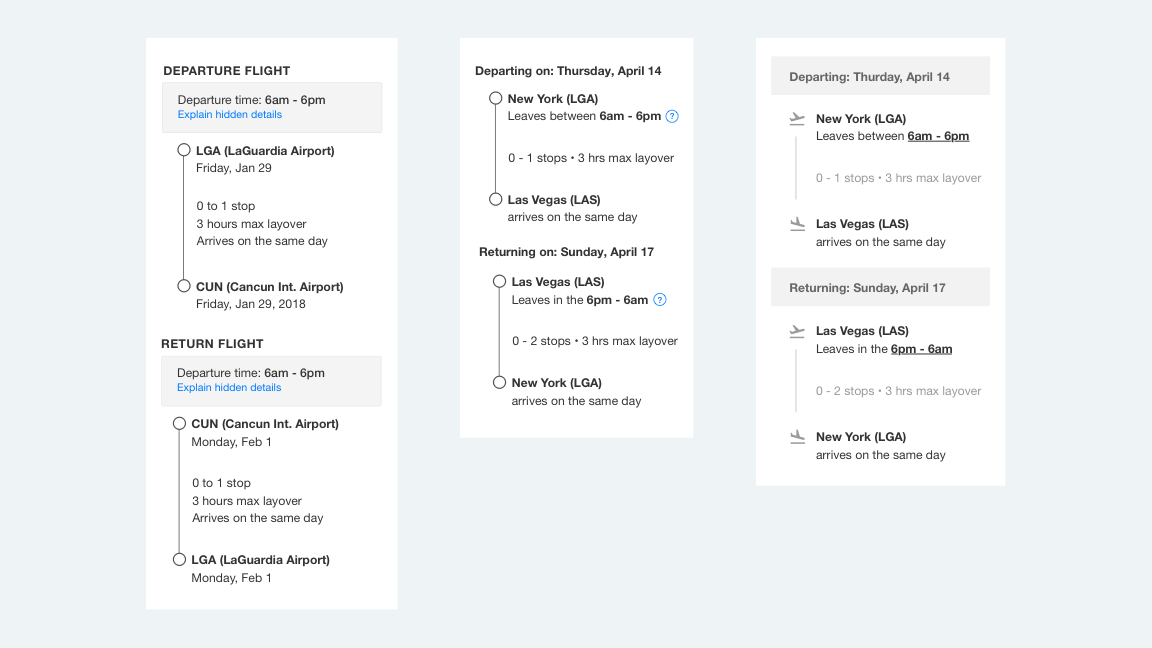 DEPARTURE FLIGHT
Departure time: 6am - 6pm
Explain hidden details
LGA (LaGuardia Airport)
Friday, Jan 29
0 to 1 stop
3 hours max layover
Arrives on the same day
CUN (Cancun Int. Airport)
Friday, Jan 29, 2018
RETURN FLIGHT
Departure time: 6am - 6pm
Explain hidden details
CUN (Cancun Int. Airport)
Monday, Feb 1
0 to 1 stop
3 hours max layover
Arrives on the same day
LGA (LaGuardia Airport)
Monday, Feb 1
Departing on: Thursday, April 14
New York (LGA)
Leaves between 6am - 6pm ?
0 - 1 stops • 3 hrs max layover
Las Vegas (LAS)
arrives on the same day
Returning on: Sunday, April 17
Las Vegas (LAS)
Leaves in the 6pm - 6am ?
0 - 2 stops • 3 hrs max layover
New York (LGA)
arrives on the same day
Departing: Thurday, April 14
New York (LGA)
Leaves between 6am - 6pm
0 - 1 stops • 3 hrs max layover
Las Vegas (LAS)
arrives on the same day
Returning: Sunday, April 17
Las Vegas (LAS)
Leaves in the 6pm - 6am
0 - 2 stops • 3 hrs max layover
New York (LGA)
arrives on the same day